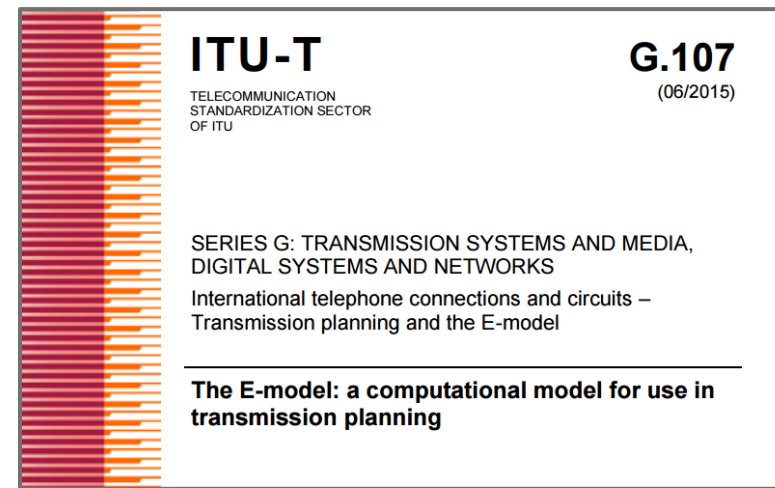 ITU-T
G.107
TELECOMMUNICATION
STANDARDIZATION SECTOR
OF ITU
(06/2015)
SERIES G: TRANSMISSION SYSTEMS AND MEDIA,
DIGITAL SYSTEMS AND NETWORKS
International telephone connections and circuits –
Transmission planning and the E-model
The E-model: a computational model for use in
transmission planning